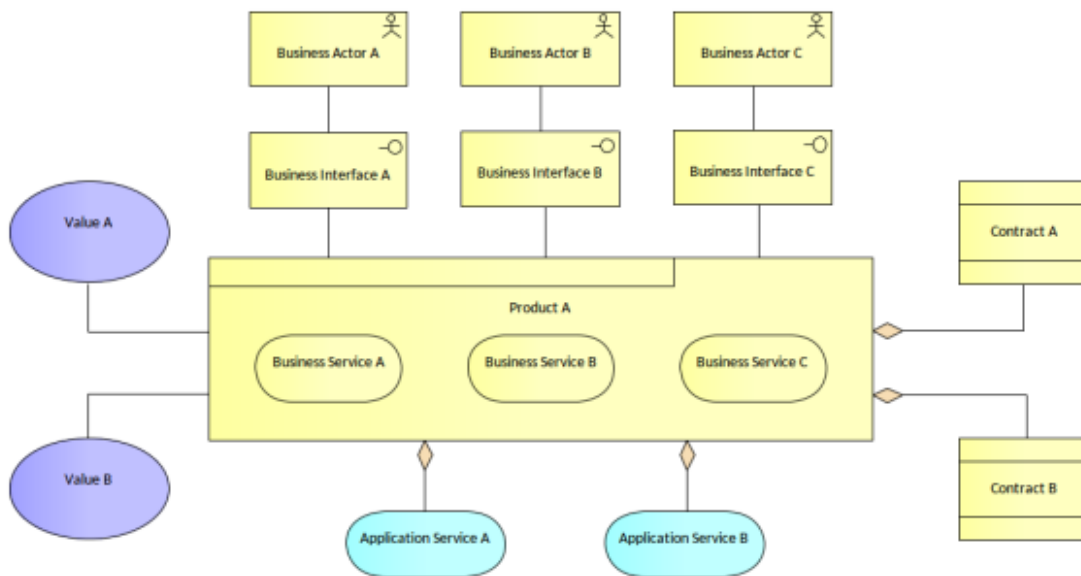 Business Actor A
Business Actor B
Business Actor C
Business Interface A
Business Interface B
Business Interface C
Value A
Contract A
Product A
Business Service A
Business Service B
Business Service C
Value B
Contract B
Application Service A
Application Service B